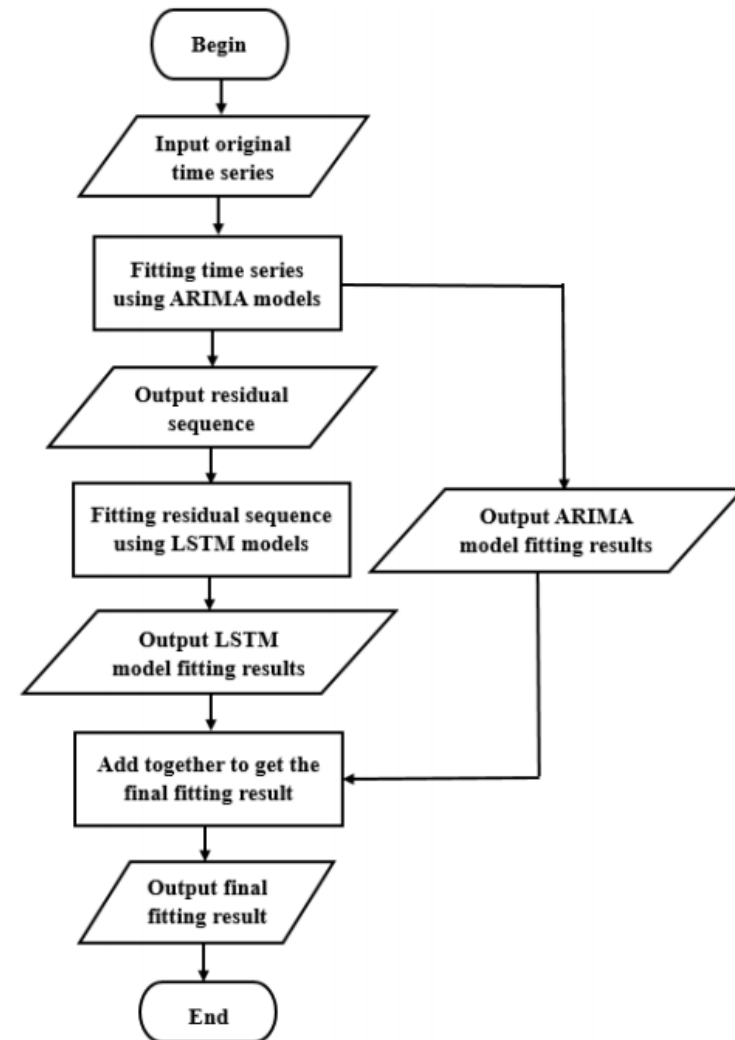 Begin
Input original
time series
Fitting time series
using ARIMA models
Output residual
sequence
Fitting residual sequence
using LSTM models
Output ARIMA
model fitting results
Output LSTM
model fitting results
Add together to get the
final fitting result
Output final
fitting result
End